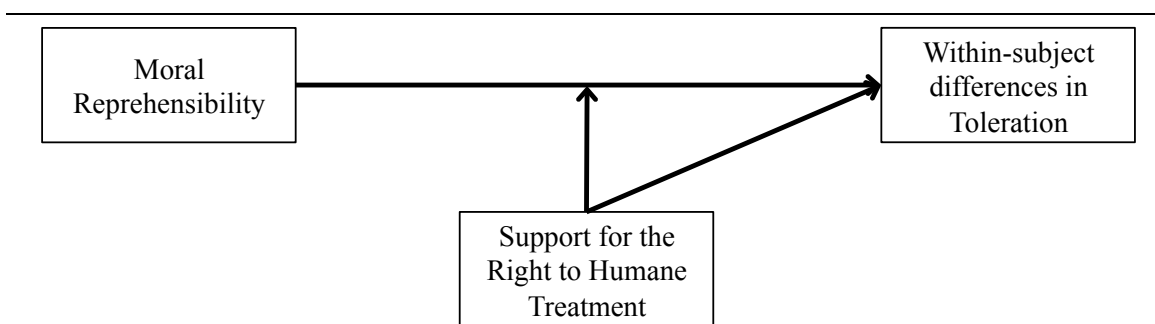 Moral
Reprehensibility
Within-subject
differences in
Toleration
Support for the
Right to Humane
Treatment